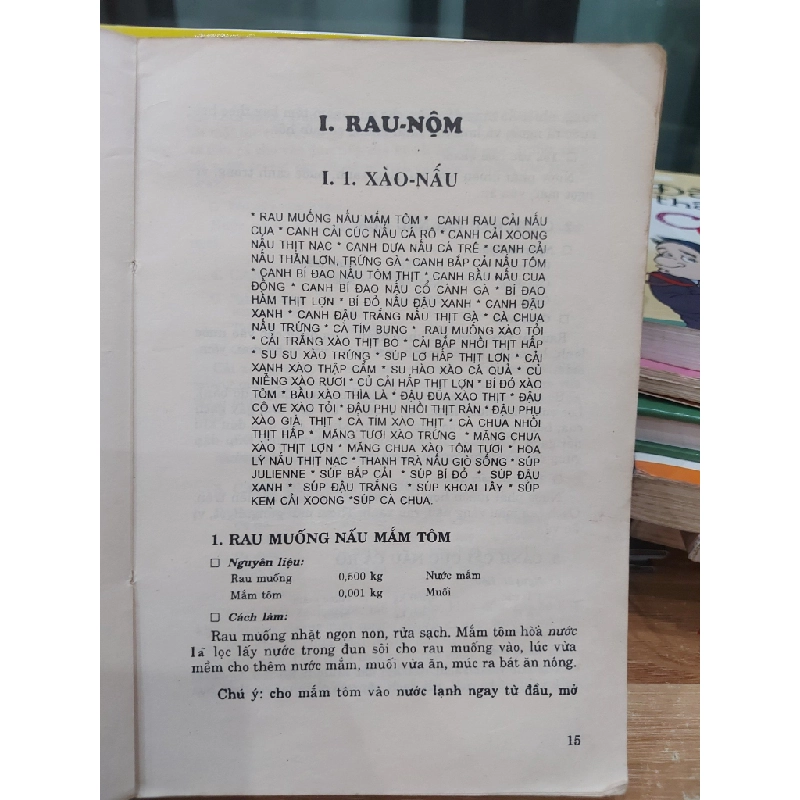 I. RAU-NỘM
I. 1. XÀO-NẤU
* RAU MUỐNG NẤU MẮM TÔM * CANH RAU CẢI NẤU
CUA * CANH CẢI CÚC NẤU CÁ RÔ * CANH CẢI XOONG
NẤU THỊT NẠC * CANH DƯA NẤU CÁ TRÊ * CANH CẢI
NẤU THĂN LỢN, TRỨNG GÀ * CANH BẮP CẢI NẤU TÔM
* CANH BÍ ĐAO NẤU TÔM THỊT * CANH BẦU NẤU CUA
ĐỒNG * CANH BÍ ĐAO NẤU CỔ CÁNH GÀ * BÍ ĐAO
HẦM THỊT LỢN * BÍ ĐỎ NẤU ĐẬU XANH * CANH ĐẬU
XANH * CANH ĐẬU TRẮNG NẤU THỊT GÀ * CÀ CHUA
NẤU TRỨNG * CÀ TÍM BUNG * RAU MUỐNG XÀO TỎI
* CẢI TRẮNG XÀO THỊT BÒ * CẢI BẮP NHỒI THỊT HẤP
* SU SU XÀO TRỨNG * SÚP LƠ HẤP THỊT LỢN * CẢI
XANH XÀO THẬP CẨM * SU HÀO XÀO CÁ QUẢ * CỦ
NIỄNG XÀO RƯƠI * CỦ CẢI HẤP THỊT LỢN * BÍ ĐỎ XÀO
TÔM * BẦU XÀO THÌA LÀ * ĐẬU ĐŨA XÀO THỊT * ĐẬU
CÔ VE XÀO TỎI * ĐẬU PHỤ NHỒI THỊT RÁN * ĐẬU PHỤ
XÀO GIÁ, THỊT * CÀ TÍM XÀO THỊT * CÀ CHUA NHỒI
THỊT HẤP * MĂNG TƯƠI XÀO TRỨNG * MĂNG CHUA
XÀO THỊT LỢN * MĂNG CHUA XÀO TÔM TƯƠI * HOA
LÝ NẤU THỊT NẠC * THANH TRÀ NẤU GIÒ SỐNG * SÚP
JULIENNE * SÚP BẮP CẢI * SÚP BÍ ĐỎ * SÚP ĐẬU
XANH * SÚP ĐẬU TRẮNG * SÚP KHOAI TÂY * SÚP
KEM CẢI XOONG *SÚP CÀ CHUA.
1. RAU MUỐNG NẤU MẮM TÔM
☐ Nguyên liệu:
Rau muống 0,500 kg Nước mắm
Mắm tôm 0,001 kg Muối
☐ Cách làm:
Rau muống nhặt ngọn non, rửa sạch. Mắm tôm hòa nước
lã lọc lấy nước trong đun sôi cho rau muống vào, lúc vừa
mềm cho thêm nước mắm, muối vừa ăn, múc ra bát ăn nóng.
Chú ý: cho mắm tôm vào nước lạnh ngay từ đầu, mở
15